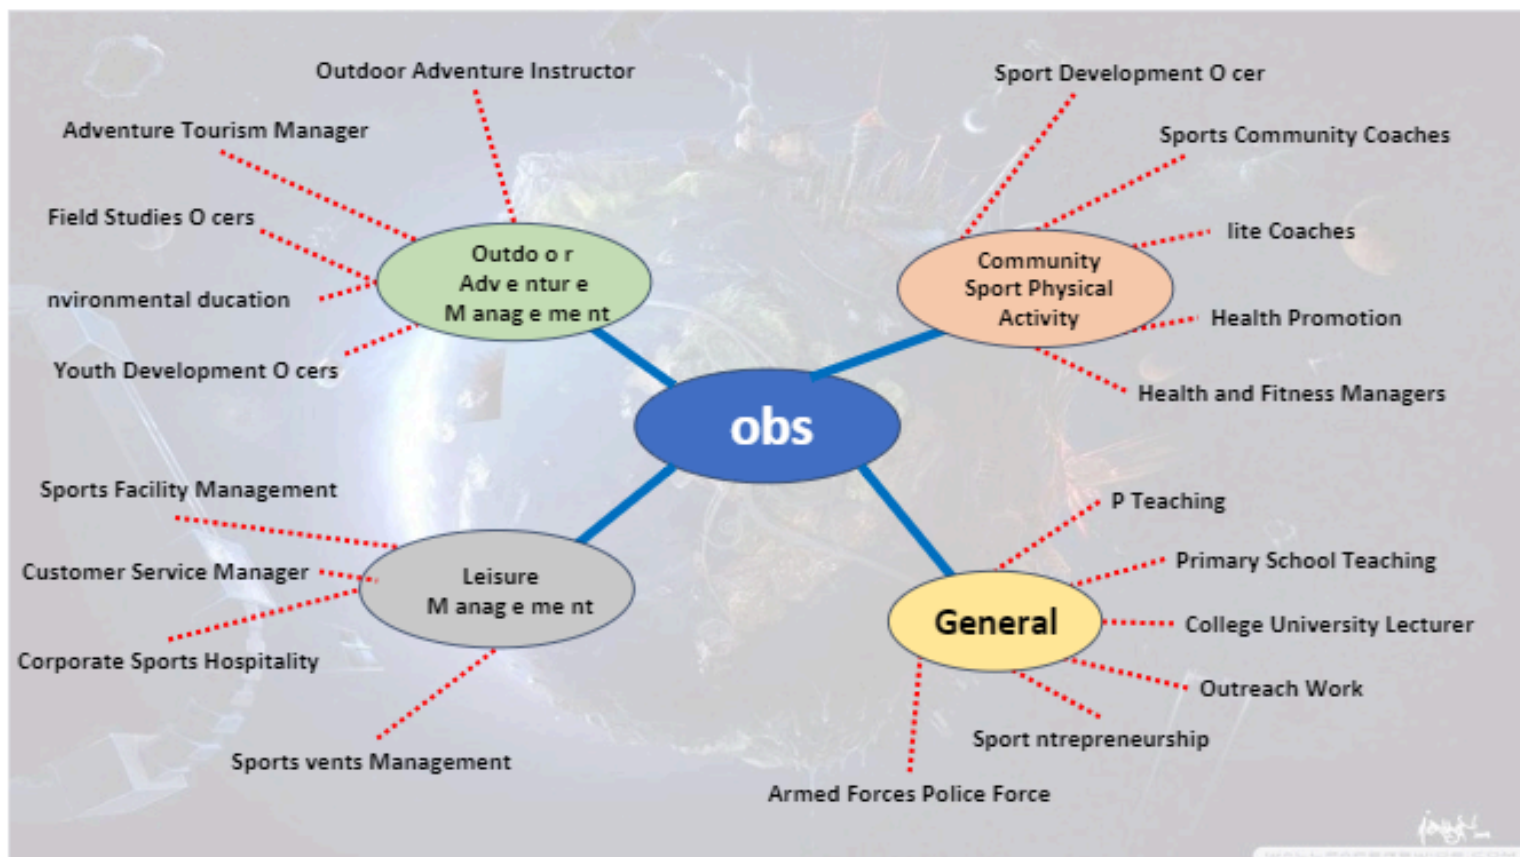 Outdoor Adventure Instructor
Adventure Tourism Manager
Field Studies O cers
nvironmental ducation
Youth Development O cers
Outdo o r
Adv e ntur e
M anag e me nt
Sport Development O cer
Sports Community Coaches
lite Coaches
Health Promotion
Health and Fitness Managers
Community
Sport Physical
Activity
obs
Sports Facility Management
Customer Service Manager
Corporate Sports Hospitality
Sports vents Management
Leisure
M anag e me nt
P Teaching
Primary School Teaching
College University Lecturer
Outreach Work
Sport ntrepreneurship
Armed Forces Police Force
General